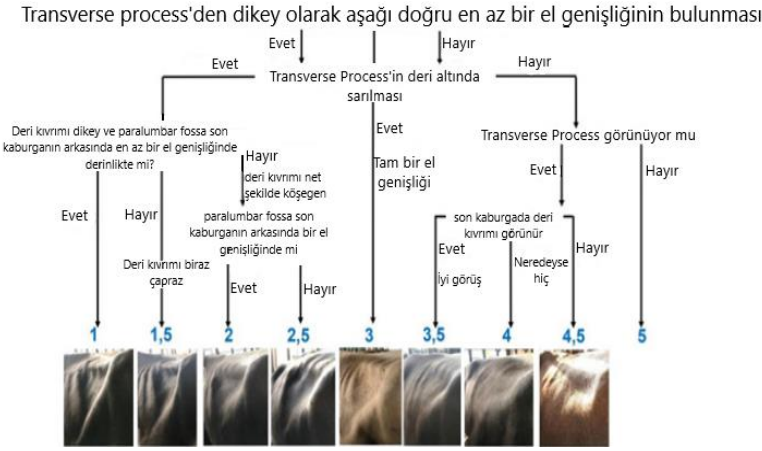 Transverse process'den dikey olarak aşağı doğru en az bir el genişliğinin bulunması
Evet
Hayır
Evet
Transverse Process'in deri altında
sarılması
Hayır
Deri kıvrımı dikey ve paralumbar fossa son
kaburganın arkasında en az bir el genişliğinde
derinlikte mi?
Evet
Hayır
Deri kıvrımı biraz
çapraz
Hayır
deri kıvrımı net
şekilde köşegen
paralumbar fossa son
kaburganın arkasında bir el
genişliğinde mi
Evet
Hayır
Evet
Tam bir el
genişliği
Transverse Process görünüyor mu
Evet
Hayır
son kaburgada deri
kıvrımı görünür
Evet
İyi görüş
Neredeyse
hiç
Hayır
1
1,5
2
2,5
3
3,5
4
4,5
5